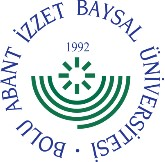 BOLU ABANT İZZET BAYSAL ÜNİVERSİTESİ •
1992